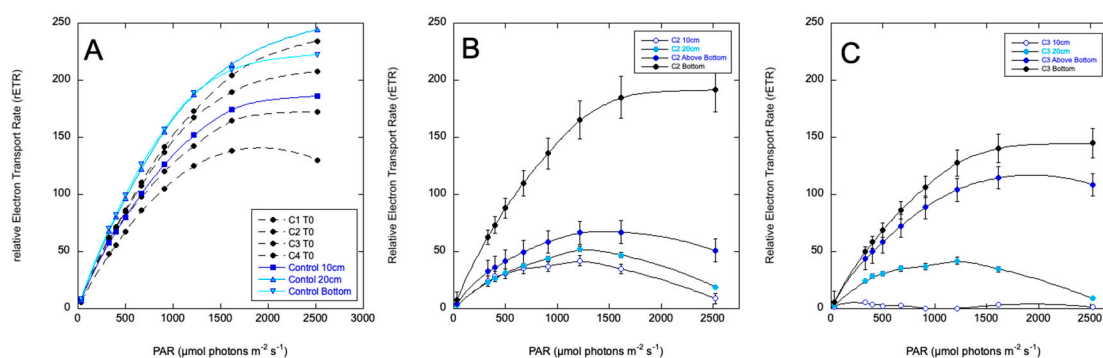 A
relative Electron Transport Rate (rETR)
250
200
150
100
50
0
C1 T0
C2 T0
C3 T0
C4 T0
Control 10cm
Contol 20cm
Control Bottom
0 500 1000 1500 2000 2500
PAR (μmol photons m⁻² s⁻¹)
B
Relative Electron Transport Rate (rETR)
250
200
150
100
50
0
C2 10cm
C2 20cm
C2 Above Bottom
C2 Bottom
0 500 1000 1500 2000 2500
PAR (μmol photons m⁻² s⁻¹)
C
Relative Electron Transport Rate (rETR)
250
200
150
100
50
0
C3 10cm
C3 20cm
C3 Above Bottom
C3 Bottom
0 500 1000 1500 2000 2500
PAR (μmol photons m⁻² s⁻¹)